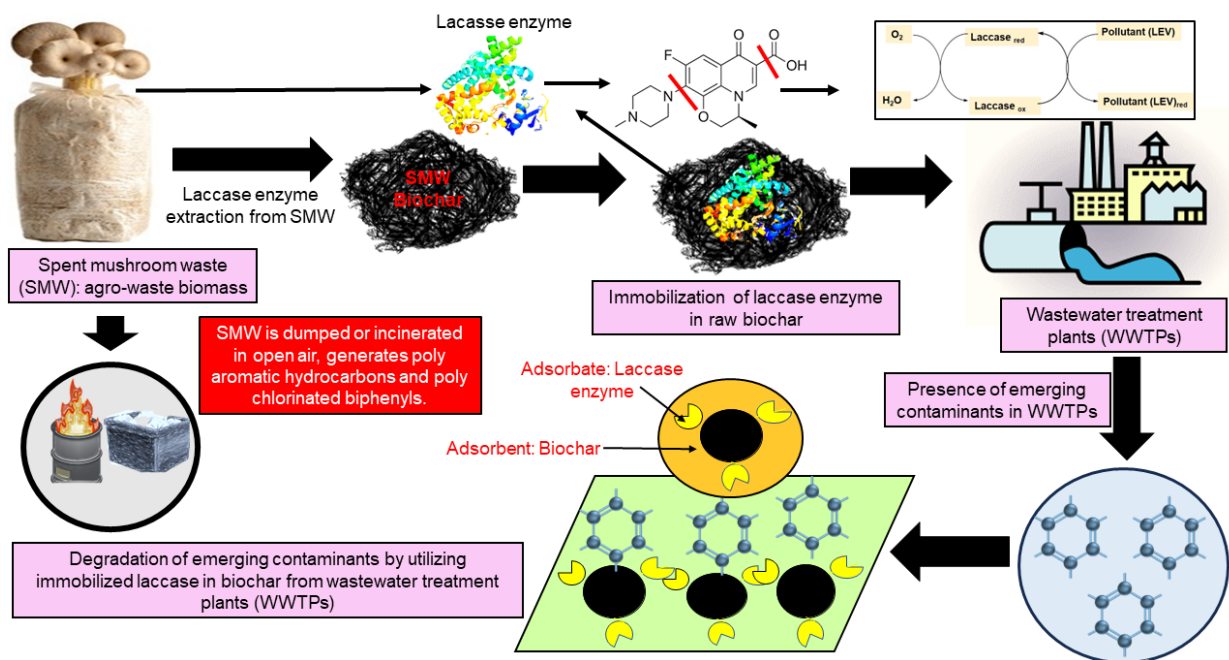 Lacasse enzyme
F
O
O
OH
N
N
N
O
O₂
Laccase red
Pollutant (LEV)
H₂O
Laccase ox
Pollutant (LEV)red
SMW
Biochar
Laccase enzyme
extraction from SMW
Spent mushroom waste
(SMW): agro-waste biomass
Immobilization of laccase enzyme
in raw biochar
Wastewater treatment
plants (WWTPs)
SMW is dumped or incinerated
in open air, generates poly
aromatic hydrocarbons and poly
chlorinated biphenyls.
Adsorbate: Laccase
enzyme
Adsorbent: Biochar
Presence of emerging
contaminants in WWTPs
Degradation of emerging contaminants by utilizing
immobilized laccase in biochar from wastewater treatment
plants (WWTPs)